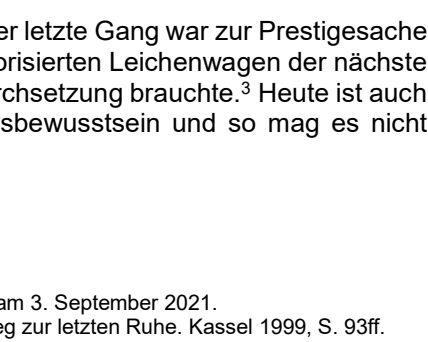 er letzte Gang war zur Prestigesache
orisierten Leichenwagen der nächste
rchsetzung brauchte.³ Heute ist auch
sbewusstsein und so mag es nicht
am 3. September 2021.
eg zur letzten Ruhe. Kassel 1999, S. 93ff.